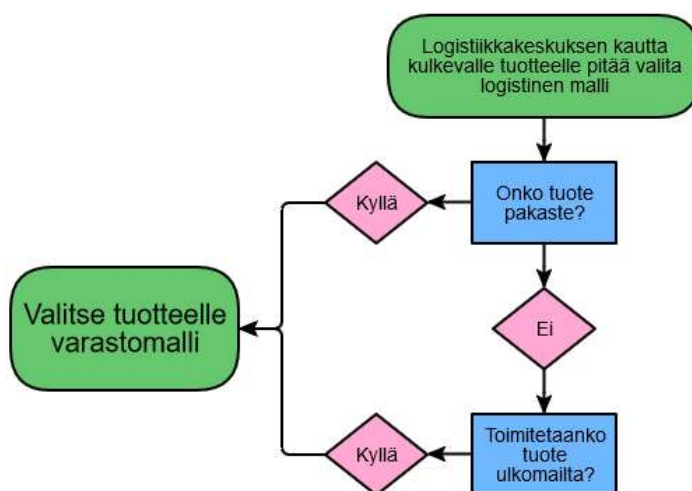 Logistiikkakeskuksen kautta
kulkevalle tuotteelle pitää valita
logistinen malli
Kyllä
Onko tuote
pakaste?
Valitse tuotteelle
varastomalli
Ei
Kyllä
Toimitetaanko
tuote
ulkomailta?